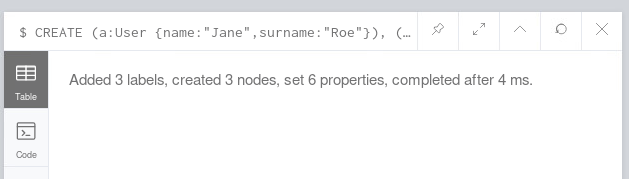 $ CREATE (a:User {name:"Jane",surname:"Roe"}), (…
Added 3 labels, created 3 nodes, set 6 properties, completed after 4 ms.
Table
Code